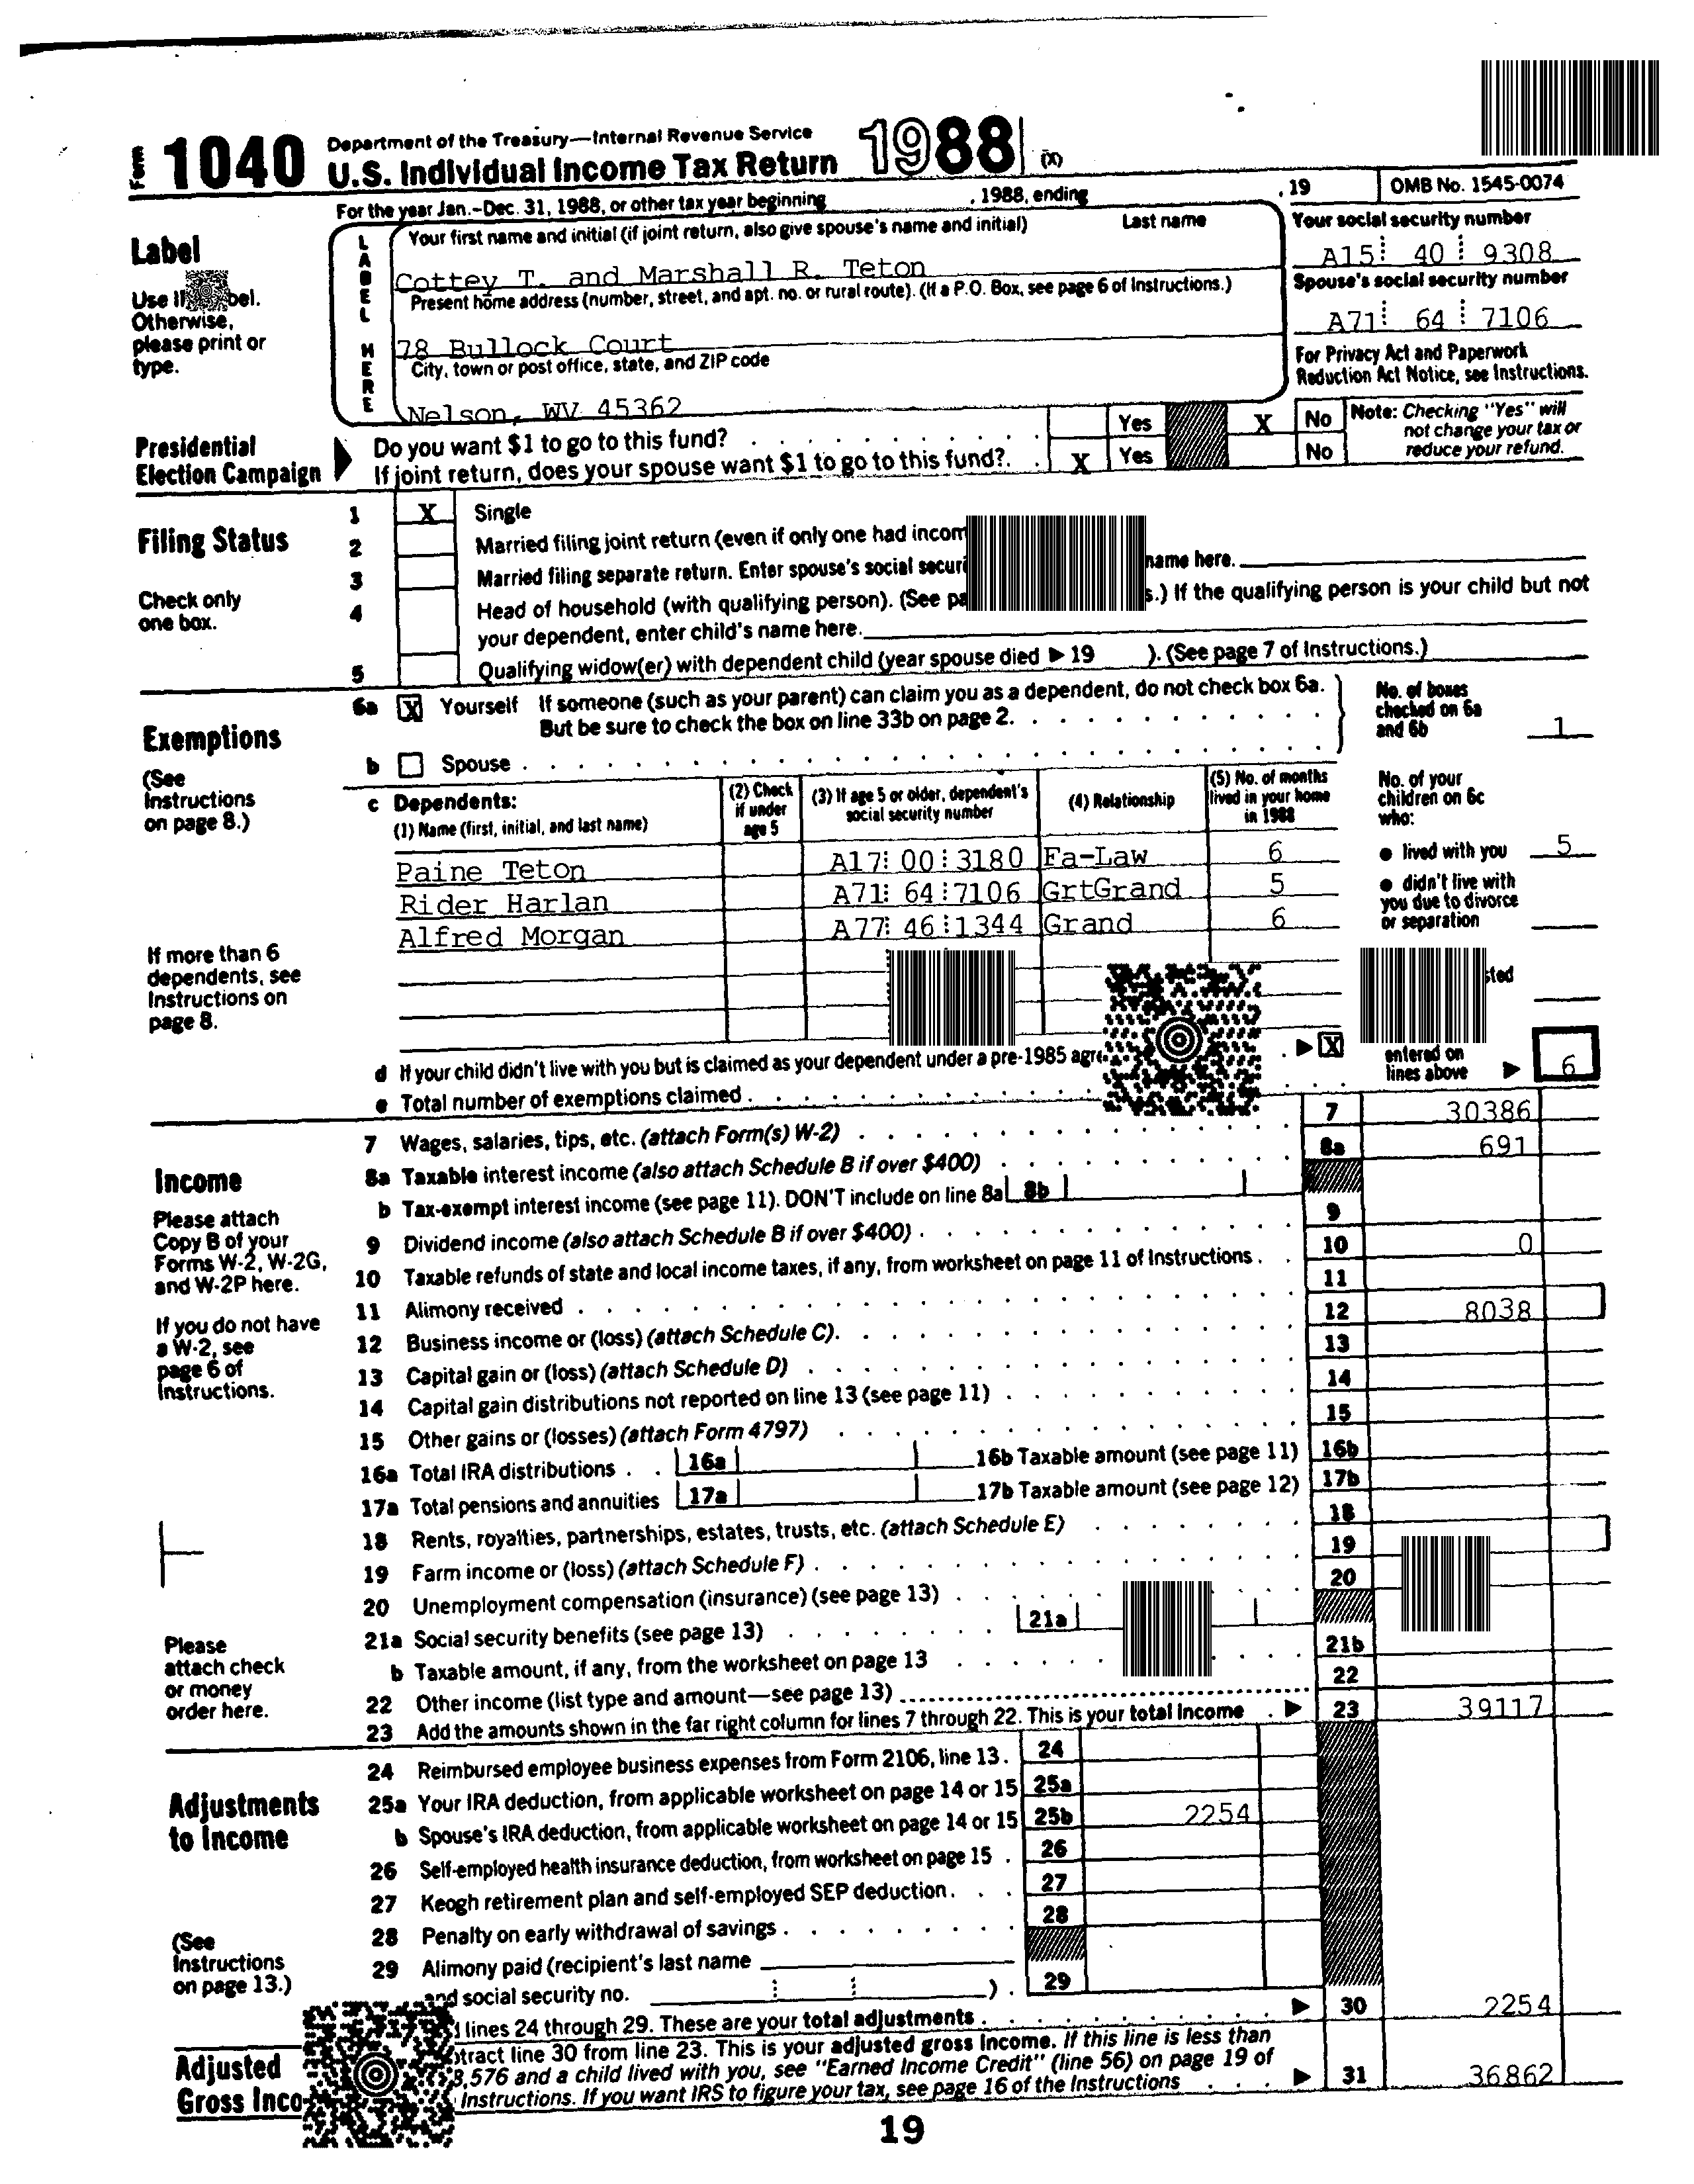 Form 1040 Department of the Treasury—Internal Revenue Service
U.S. Individual Income Tax Return 1988 (X)
For the year Jan.-Dec. 31, 1988, or other tax year beginning , 1988, ending , 19 OMB No. 1545-0074
Label
Use bel.
Otherwise,
please print or
type.
LABEL HERE
Your first name and initial (if joint return, also give spouse's name and initial) Last name
Cottey T. and Marshall R. Teton
Present home address (number, street, and apt. no. or rural route). (If a P.O. Box, see page 6 of Instructions.)
78 Bullock Court
City, town or post office, state, and ZIP code
Nelson, WV 45362
Your social security number
A15 40 9308
Spouse's social security number
A71 64 7106
For Privacy Act and Paperwork
Reduction Act Notice, see Instructions.
Presidential
Election Campaign
Do you want $1 to go to this fund? Yes X No
If joint return, does your spouse want $1 to go to this fund? X Yes No
Note: Checking "Yes" will
not change your tax or
reduce your refund.
Filing Status
Check only
one box.
1 X Single
2 Married filing joint return (even if only one had incom
3 Married filing separate return. Enter spouse's social securi name here.
4 Head of household (with qualifying person). (See pa s.) If the qualifying person is your child but not
your dependent, enter child's name here.
5 Qualifying widow(er) with dependent child (year spouse died ▶ 19 ). (See page 7 of Instructions.)
Exemptions
(See
Instructions
on page 8.)
6a X Yourself If someone (such as your parent) can claim you as a dependent, do not check box 6a.
But be sure to check the box on line 33b on page 2.
b Spouse
No. of boxes
checked on 6a
and 6b 1
c Dependents:
(1) Name (first, initial, and last name)
(2) Check
if under
age 5
(3) If age 5 or older, dependent's
social security number
(4) Relationship
(5) No. of months
lived in your home
in 1988
Paine Teton A17 00 3180 Fa-Law 6
Rider Harlan A71 64 7106 GrtGrand 5
Alfred Morgan A77 46 1344 Grand 6
No. of your
children on 6c
who:
● lived with you 5
● didn't live with
you due to divorce
or separation
sted
If more than 6
dependents, see
Instructions on
page 8.
d If your child didn't live with you but is claimed as your dependent under a pre-1985 agre ▶ X
e Total number of exemptions claimed
entered on
lines above ▶ 6
Income
Please attach
Copy B of your
Forms W-2, W-2G,
and W-2P here.
If you do not have
a W-2, see
page 6 of
Instructions.
Please
attach check
or money
order here.
7 Wages, salaries, tips, etc. (attach Form(s) W-2) 7 30386
8a Taxable interest income (also attach Schedule B if over $400) 8a 691
b Tax-exempt interest income (see page 11). DON'T include on line 8a 8b
9 Dividend income (also attach Schedule B if over $400) 9
10 Taxable refunds of state and local income taxes, if any, from worksheet on page 11 of Instructions 10 0
11 Alimony received 11
12 Business income or (loss) (attach Schedule C) 12 8038
13 Capital gain or (loss) (attach Schedule D) 13
14 Capital gain distributions not reported on line 13 (see page 11) 14
15 Other gains or (losses) (attach Form 4797) 15
16a Total IRA distributions 16a 16b Taxable amount (see page 11) 16b
17a Total pensions and annuities 17a 17b Taxable amount (see page 12) 17b
18 Rents, royalties, partnerships, estates, trusts, etc. (attach Schedule E) 18
19 Farm income or (loss) (attach Schedule F) 19
20 Unemployment compensation (insurance) (see page 13) 20
21a Social security benefits (see page 13) 21a
b Taxable amount, if any, from the worksheet on page 13 21b
22 Other income (list type and amount—see page 13) 22
23 Add the amounts shown in the far right column for lines 7 through 22. This is your total income ▶ 23 39117
Adjustments
to Income
(See
Instructions
on page 13.)
24 Reimbursed employee business expenses from Form 2106, line 13 24
25a Your IRA deduction, from applicable worksheet on page 14 or 15 25a
b Spouse's IRA deduction, from applicable worksheet on page 14 or 15 25b 2254
26 Self-employed health insurance deduction, from worksheet on page 15 26
27 Keogh retirement plan and self-employed SEP deduction 27
28 Penalty on early withdrawal of savings 28
29 Alimony paid (recipient's last name
and social security no. ) 29
lines 24 through 29. These are your total adjustments ▶ 30 2254
Adjusted
Gross Inco
tract line 30 from line 23. This is your adjusted gross income. If this line is less than
8,576 and a child lived with you, see "Earned Income Credit" (line 56) on page 19 of
Instructions. If you want IRS to figure your tax, see page 16 of the Instructions ▶ 31 36862
19